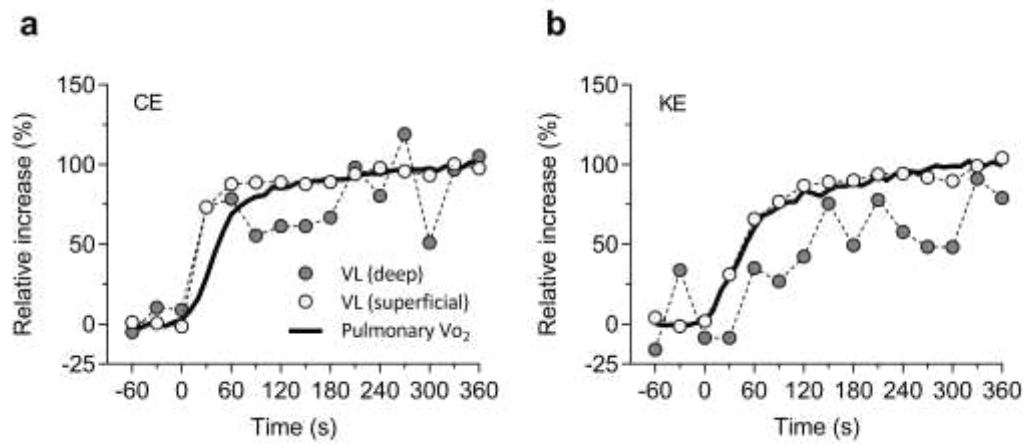 a
b
150
100
50
0
-25
Relative increase (%)
CE
VL (deep)
VL (superficial)
Pulmonary Vo₂
-60 0 60 120 180 240 300 360
Time (s)
150
100
50
0
-25
Relative increase (%)
KE
-60 0 60 120 180 240 300 360
Time (s)